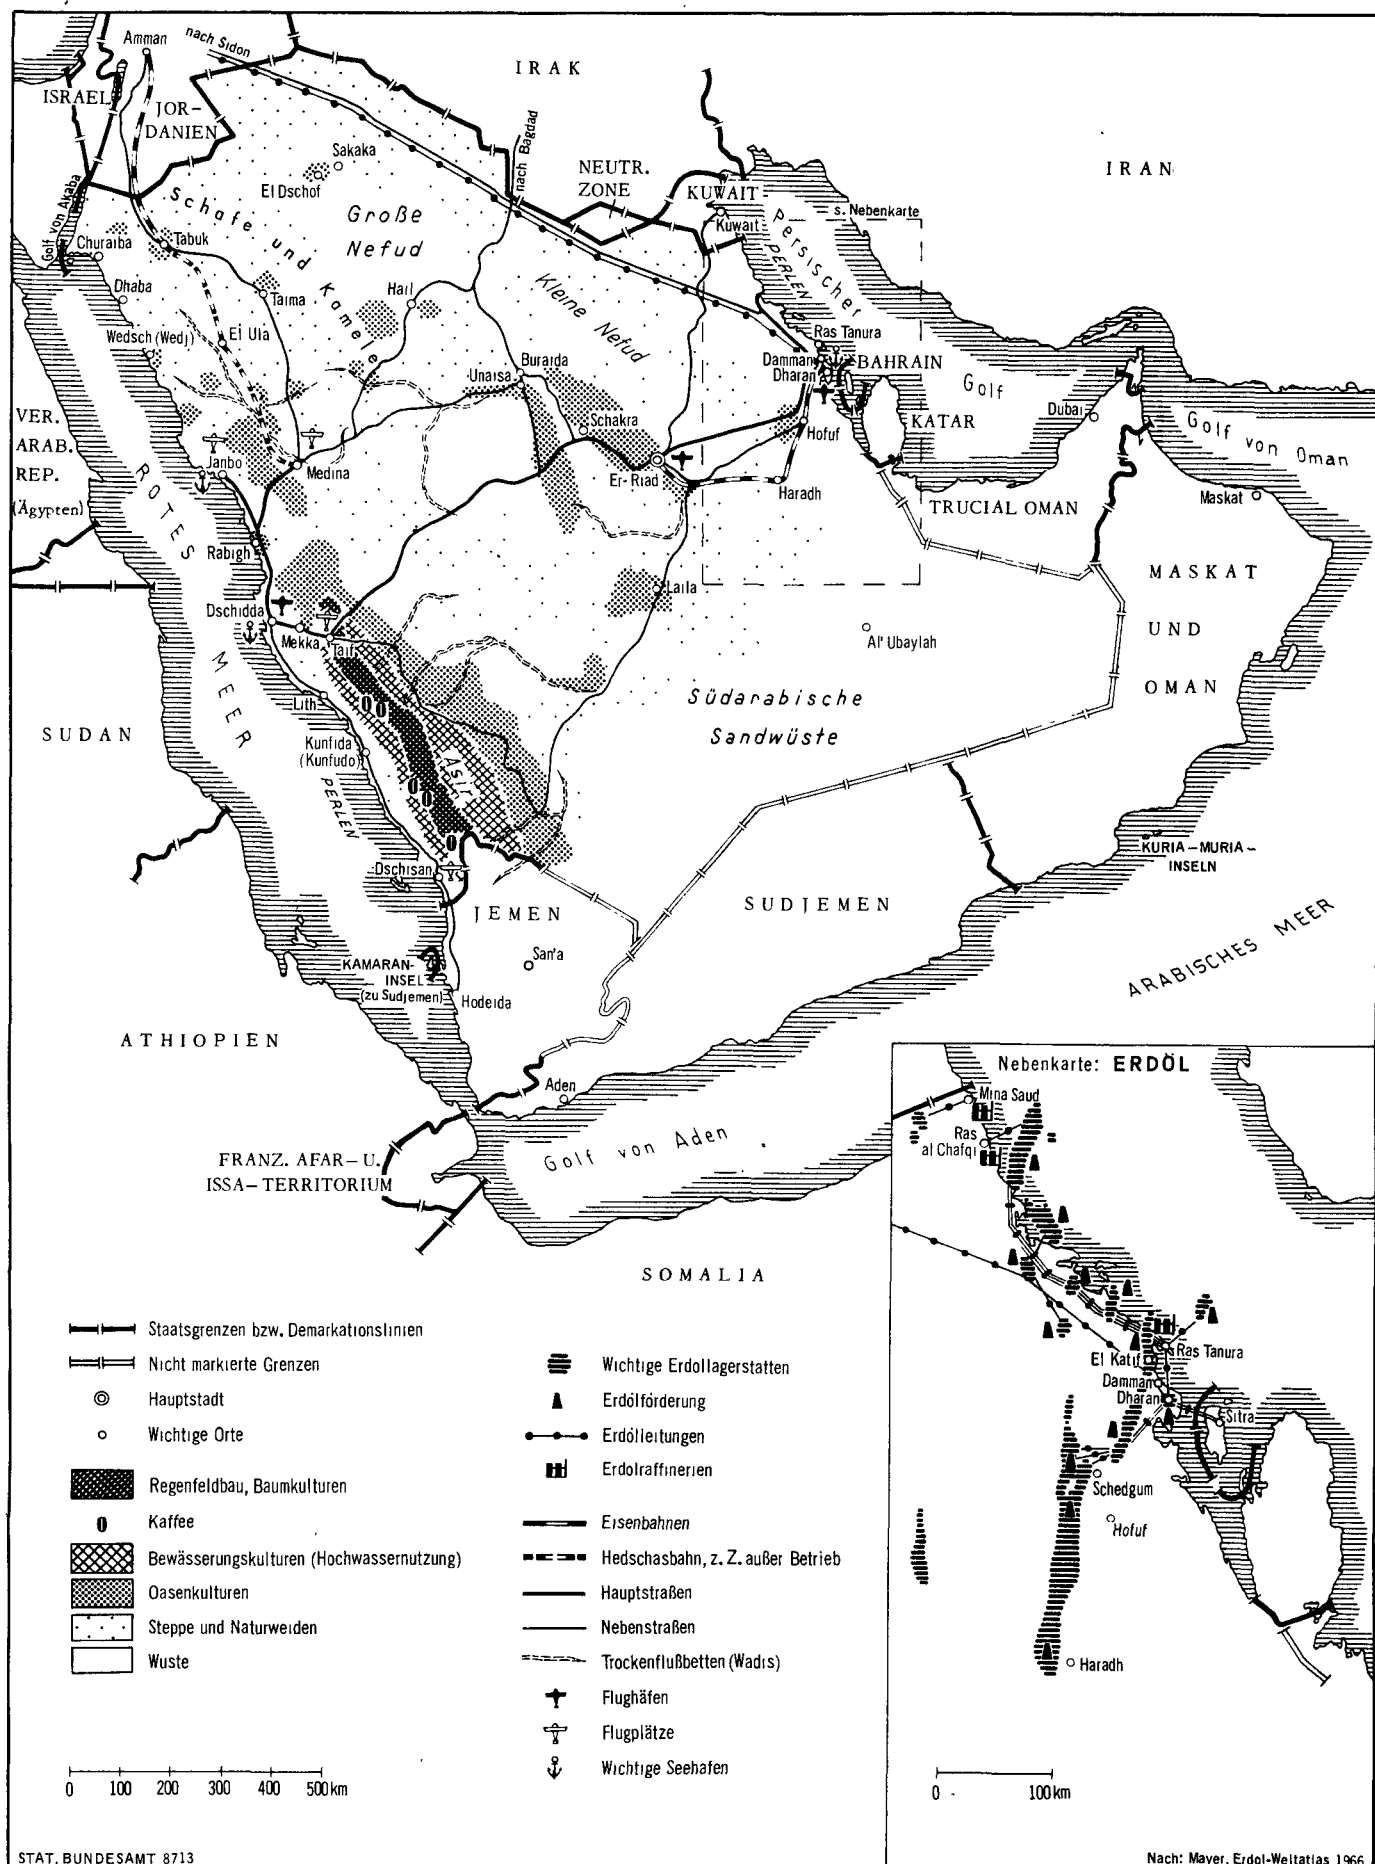 Amman
nach Sidon
IRAK
ISRAEL
JOR-
DANIEN
nach Bagdad
NEUTR.
ZONE
KUWAIT
Kuwait
IRAN
s. Nebenkarte
Sakaka
El Dschof
Schafe und Kamele
Große
Nefud
Golf von Akaba
Churaiba
Tabuk
Dhaba
Taima
Hail
Kleine Nefud
Persischer
Golf
PERLEN
Wedsch (Wedj)
El Ula
Ras Tanura
Damman
Dharan
BAHRAIN
Buraida
Unaisa
Schakra
Hofuf
KATAR
Dubai
Golf von Oman
VER.
ARAB.
REP.
(Ägypten)
ROTES
MEER
Janbo
Medina
Er-Riad
Haradh
Maskat
TRUCIAL OMAN
Rabigh
MASKAT
UND
OMAN
Laila
Dschidda
Mekka
Taif
Al' Ubaylah
Lith
Südarabische
Sandwüste
SUDAN
Kunfida
(Kunfudo)
Asir
PERLEN
KURIA-MURIA-
INSELN
Dschisan
JEMEN
SUDJEMEN
San'a
KAMARAN-
INSEL
(zu Sudjemen)
Hodeida
ARABISCHES MEER
ATHIOPIEN
Aden
Golf von Aden
FRANZ. AFAR-U.
ISSA-TERRITORIUM
SOMALIA
Nebenkarte: ERDÖL
Mina Saud
Ras
al Chafqi
El Katif
Ras Tanura
Damman
Dharan
Sitra
Schedgum
Hofuf
Haradh
0 100km
Staatsgrenzen bzw. Demarkationslinien
Nicht markierte Grenzen
Hauptstadt
Wichtige Orte
Regenfeldbau, Baumkulturen
Kaffee
Bewässerungskulturen (Hochwassernutzung)
Oasenkulturen
Steppe und Naturweiden
Wuste
Wichtige Erdollagerstatten
Erdölförderung
Erdölleitungen
Erdolraffinerien
Eisenbahnen
Hedschasbahn, z. Z. außer Betrieb
Hauptstraßen
Nebenstraßen
Trockenflußbetten (Wadis)
Flughäfen
Flugplätze
Wichtige Seehafen
0 100 200 300 400 500km
STAT. BUNDESAMT 8713
Nach: Mayer, Erdol-Weltatlas 1966